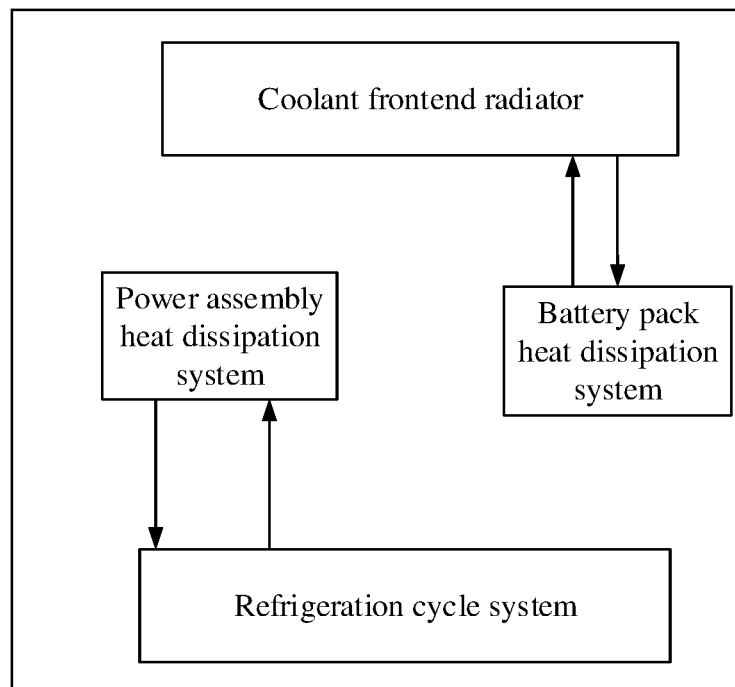 Coolant frontend radiator
Power assembly
heat dissipation
system
Battery pack
heat dissipation
system
Refrigeration cycle system